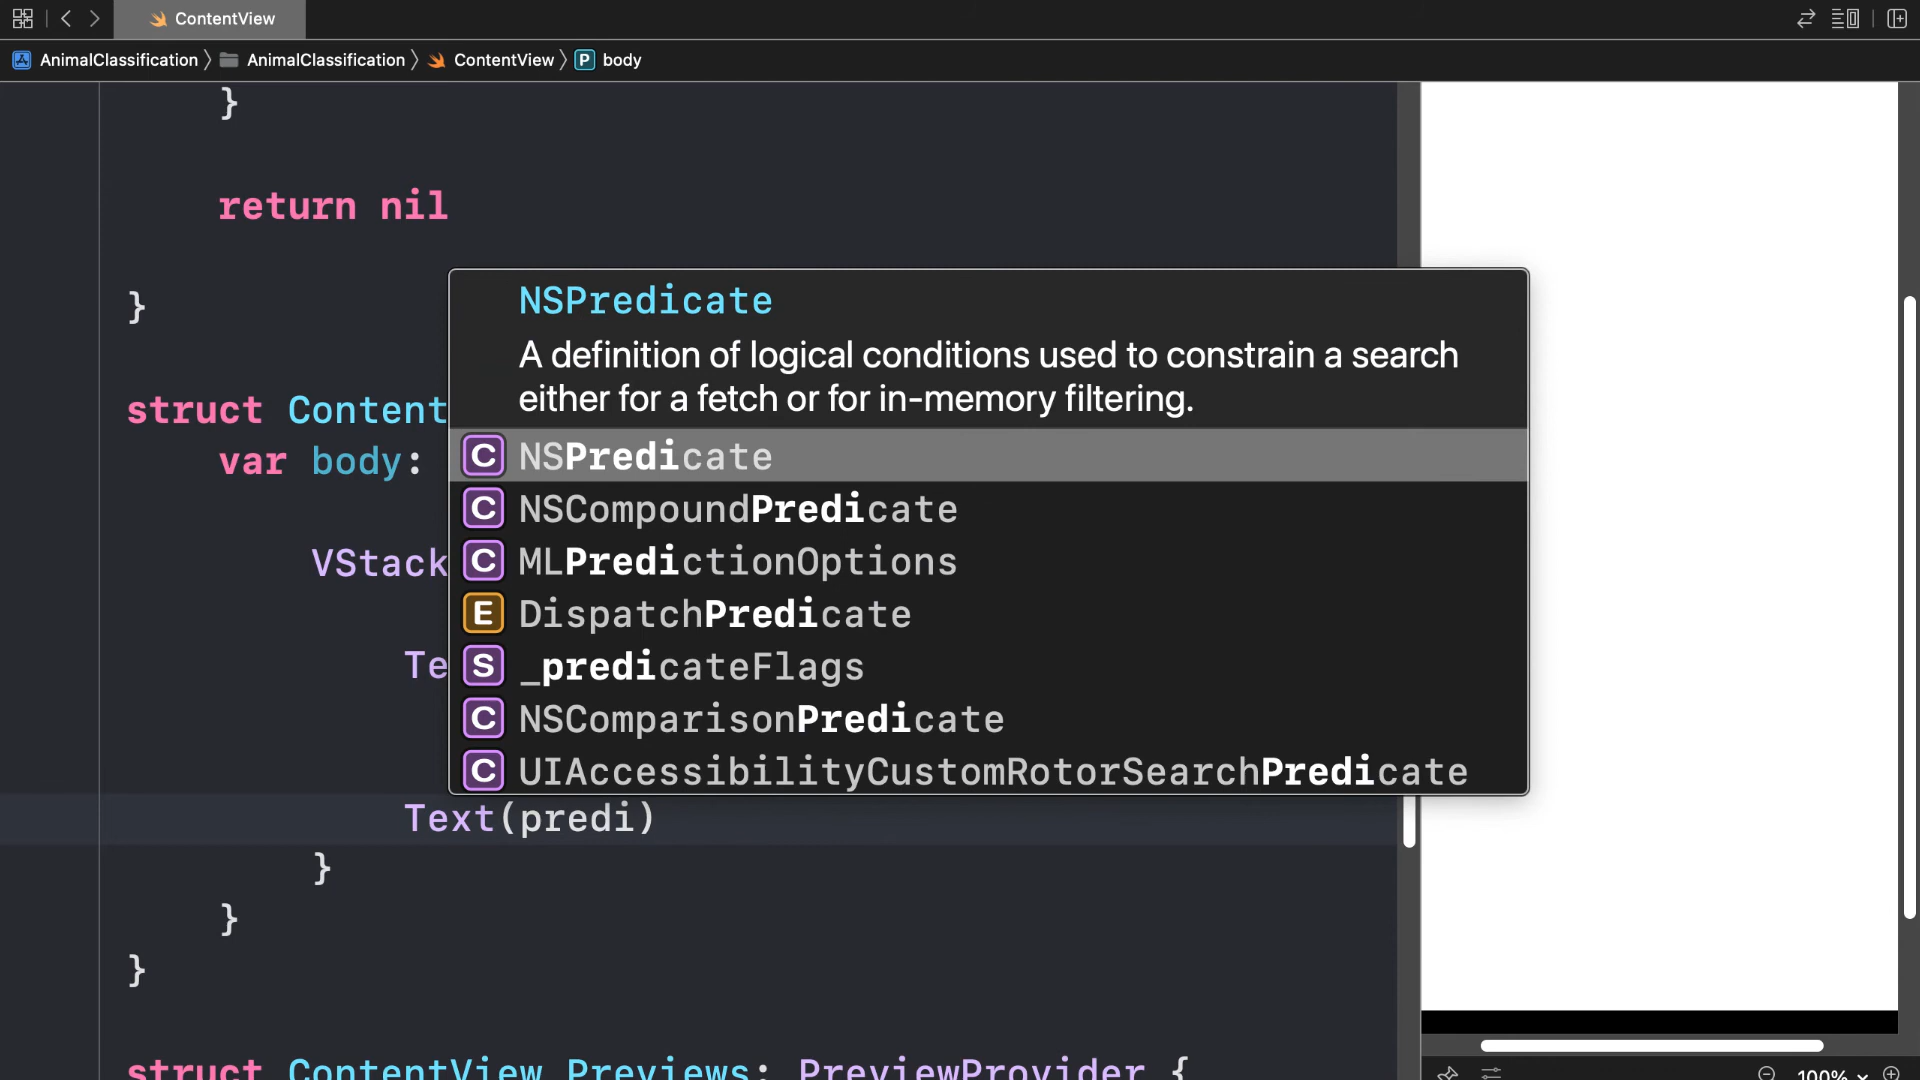 ContentView
AnimalClassification 〉 AnimalClassification 〉 ContentView 〉 P body
}
return nil
}
struct Content
var body:
VStack
Te
NSPredicate
A definition of logical conditions used to constrain a search
either for a fetch or for in-memory filtering.
C NSPredicate
C NSCompoundPredicate
C MLPredictionOptions
E DispatchPredicate
S _predicateFlags
C NSComparisonPredicate
C UIAccessibilityCustomRotorSearchPredicate
Text(predi)
}
}
}
struct ContentView_Previews: PreviewProvider {
100%